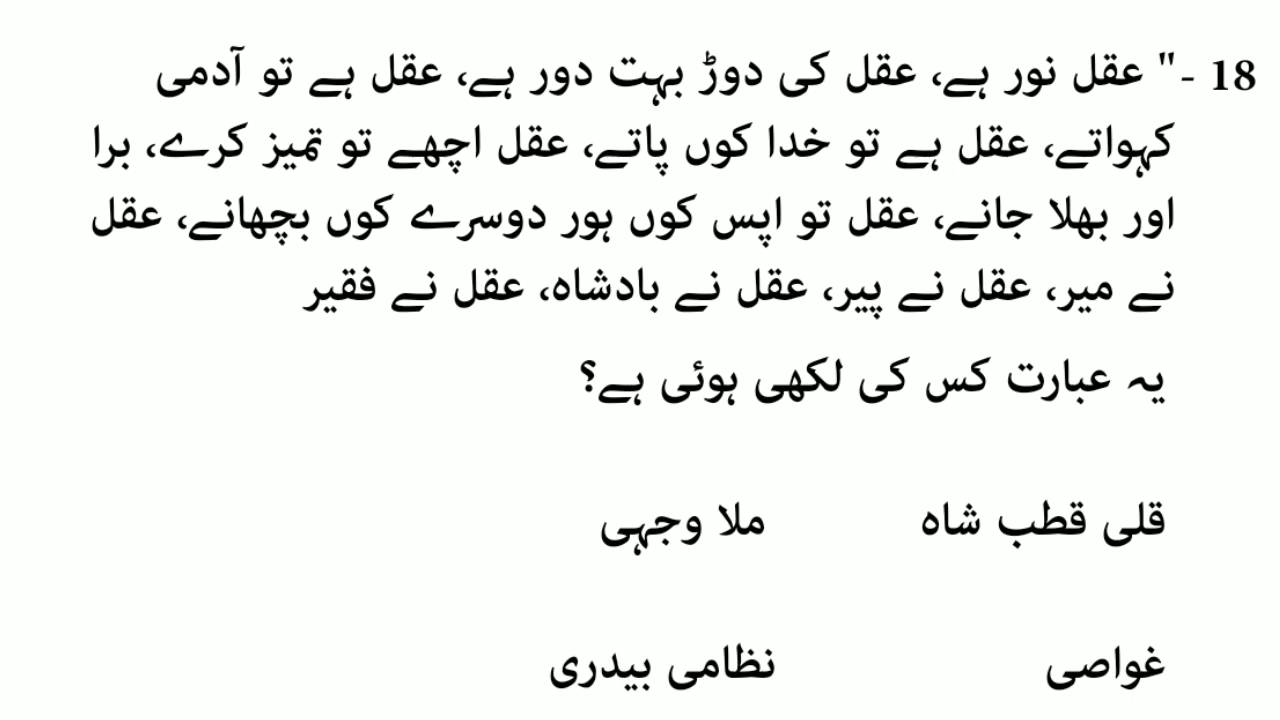 18 -" عقل نور ہے، عقل کی دوڑ بہت دور ہے، عقل ہے تو آدمی
کہواتے، عقل ہے تو خدا کوں پاتے، عقل اچھے تو تمیز کرے، برا
اور بھلا جانے، عقل تو اپس کوں ہور دوسرے کوں بچھانے، عقل
نے میر، عقل نے پیر، عقل نے بادشاہ، عقل نے فقیر
یہ عبارت کس کی لکھی ہوئی ہے؟
قلی قطب شاہ ملا وجہی
غواصی نظامی بیدری